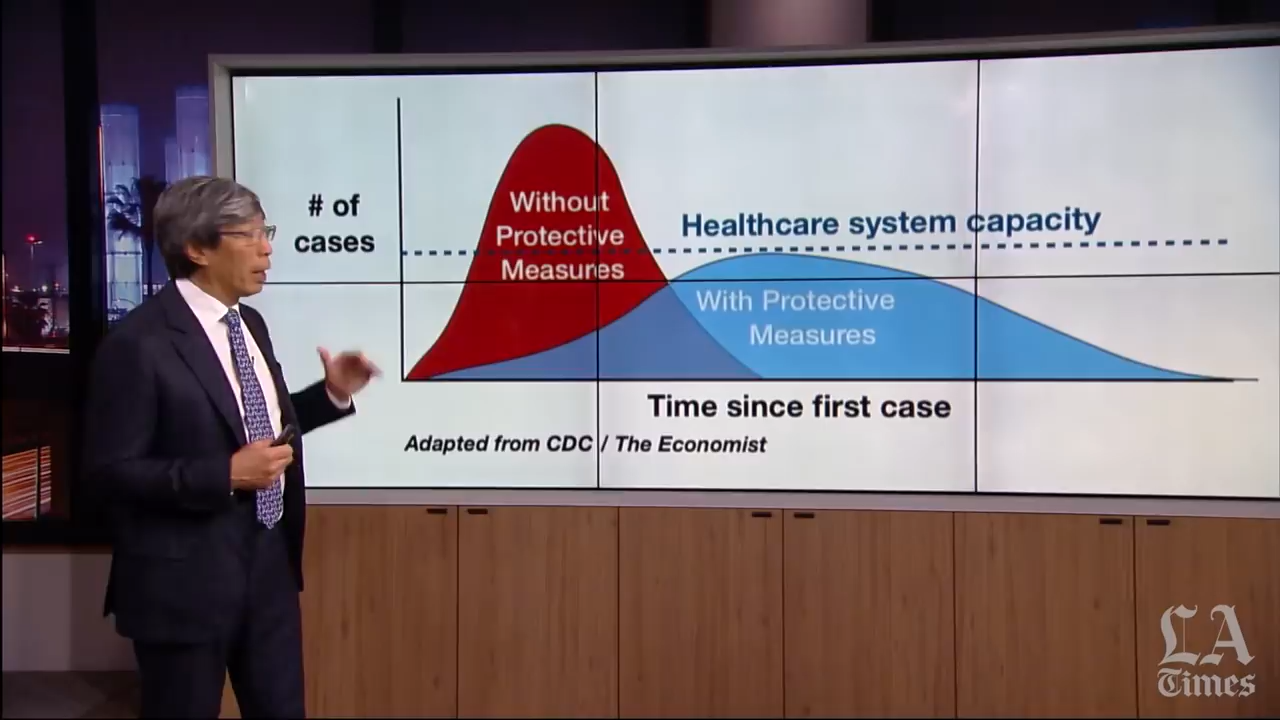 # of
cases
Without
Protective
Measures
Healthcare system capacity
With Protective
Measures
Time since first case
Adapted from CDC / The Economist
LA
Times